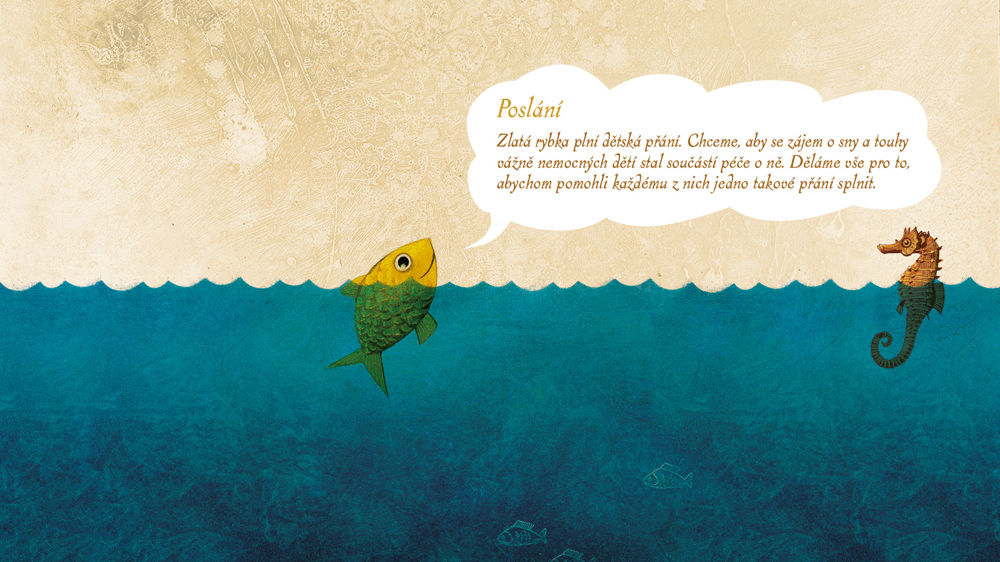 Poslání
Zlatá rybka plní dětská přání. Chceme, aby se zájem o sny a touhy
vážně nemocných dětí stal součástí péče o ně. Děláme vše pro to,
abychom pomohli každému z nich jedno takové přání splnit.